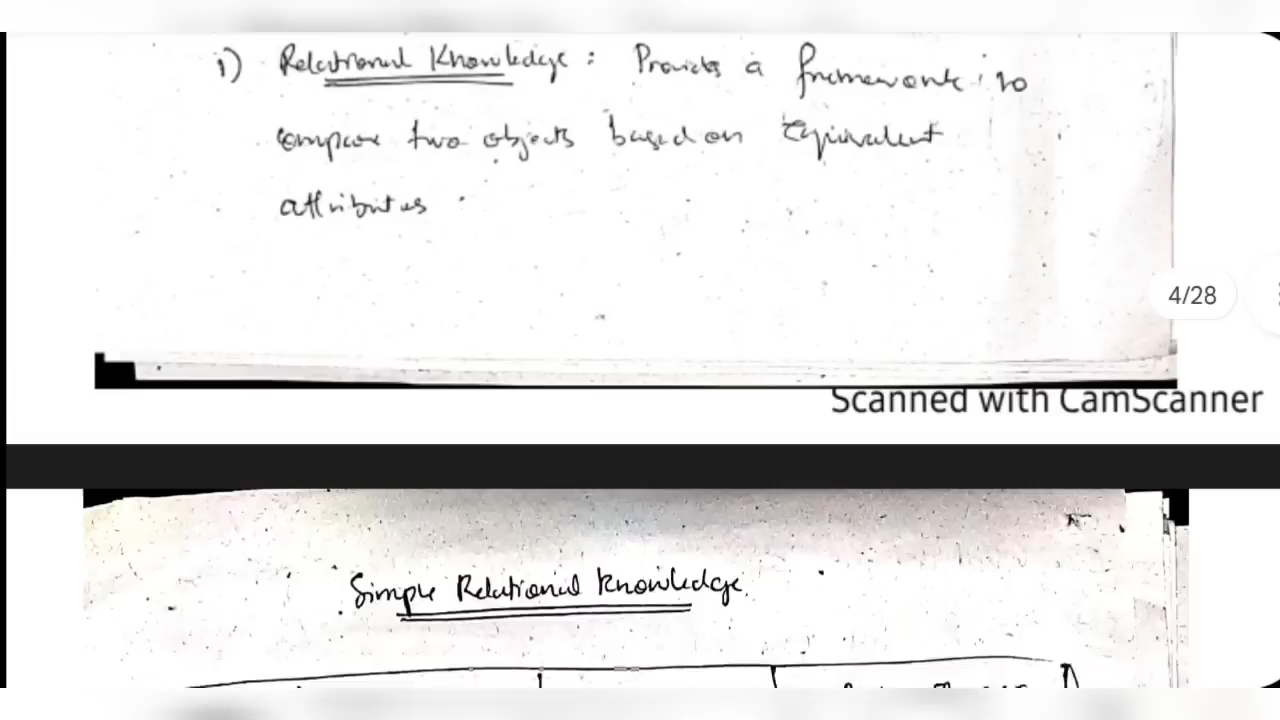 i) Relational Knowledge : Provides a framework to
compare two objects based on Equivalent
attributes .
4/28
Scanned with CamScanner
Simple Relational Knowledge